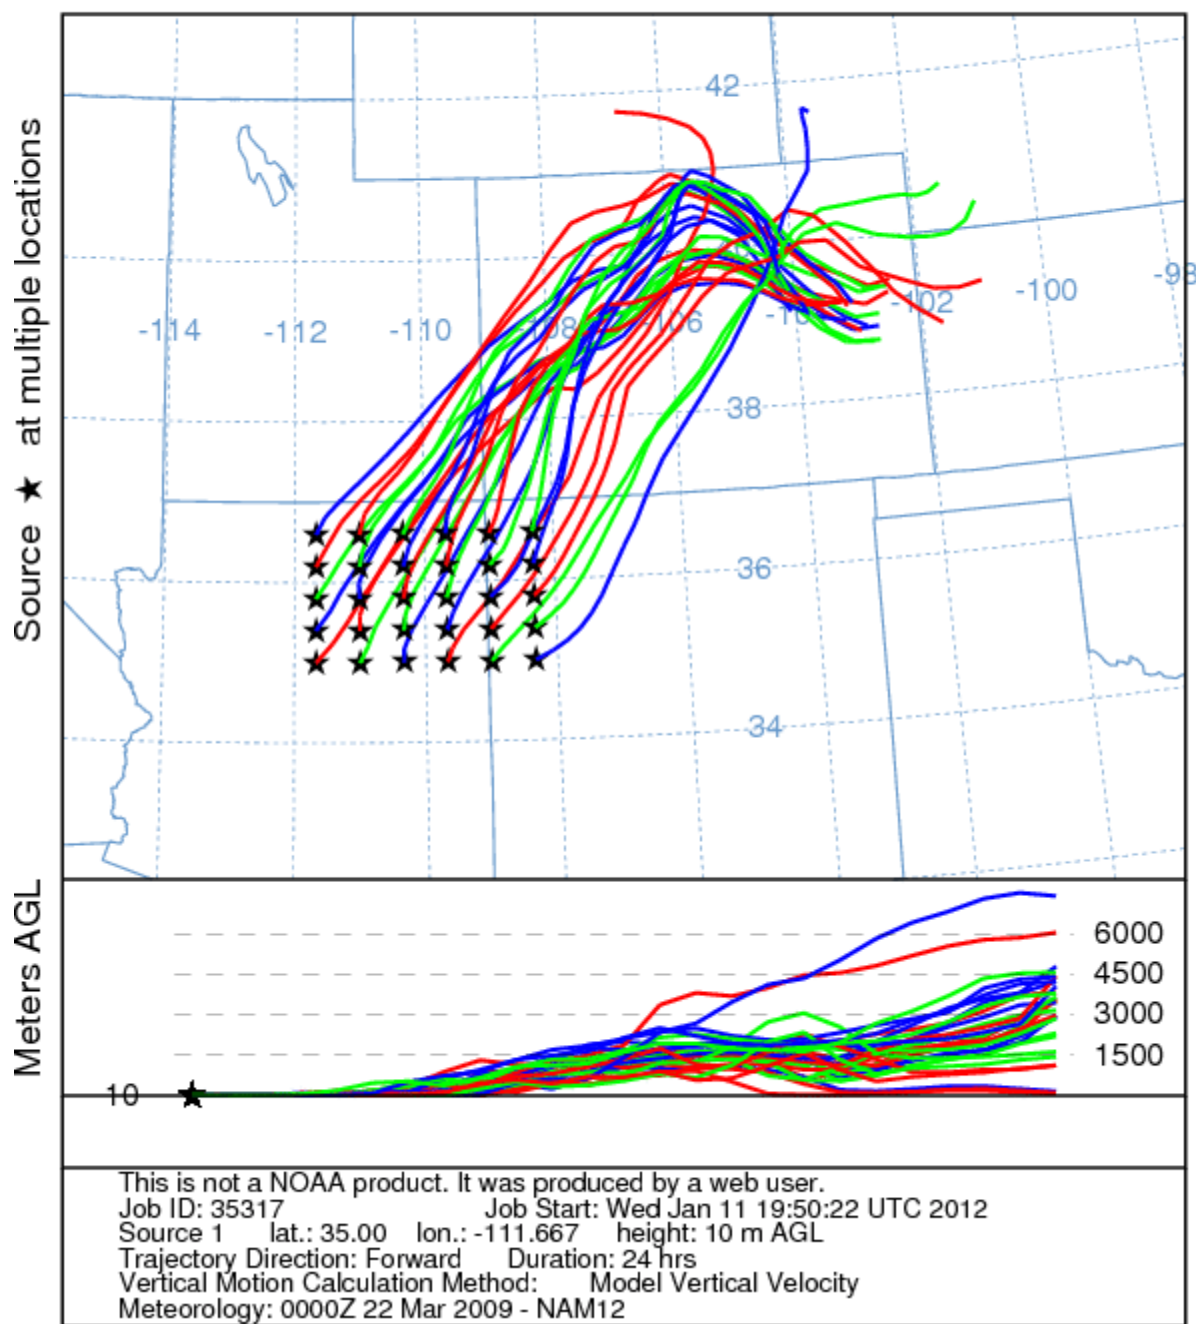 Source ★ at multiple locations
42
-114
-112
-110
-108
-106
-102
-100
-98
38
36
34
Meters AGL
6000
4500
3000
1500
10
This is not a NOAA product. It was produced by a web user.
Job ID: 35317 Job Start: Wed Jan 11 19:50:22 UTC 2012
Source 1 lat.: 35.00 lon.: -111.667 height: 10 m AGL
Trajectory Direction: Forward Duration: 24 hrs
Vertical Motion Calculation Method: Model Vertical Velocity
Meteorology: 0000Z 22 Mar 2009 - NAM12